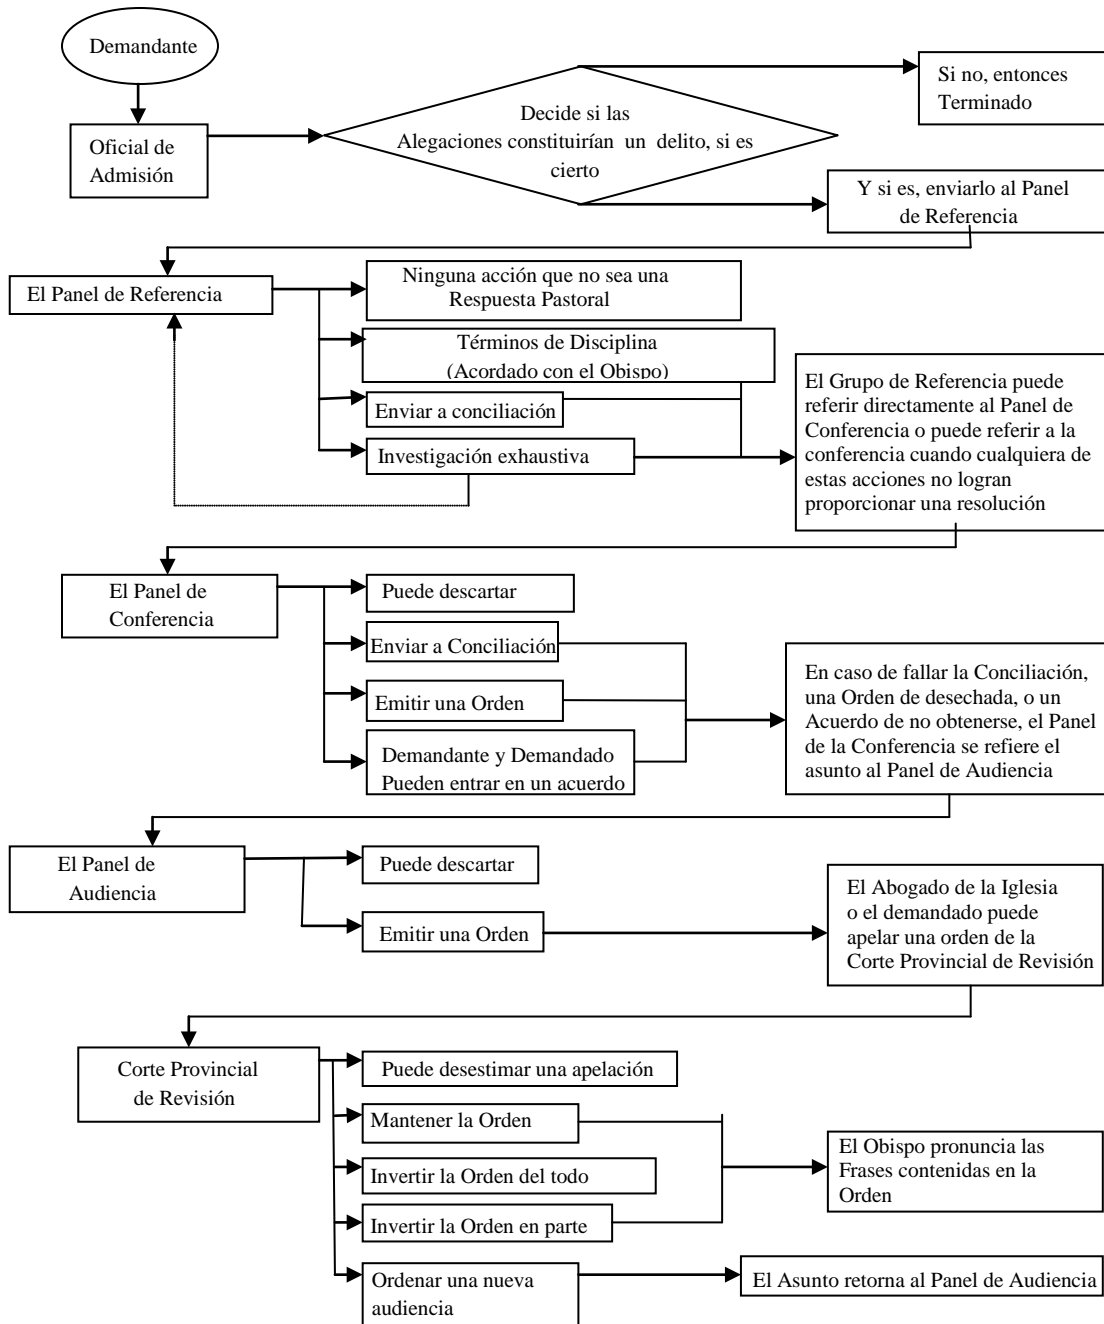 Demandante
Oficial de
Admisión
Decide si las
Alegaciones constituirían un delito, si es
cierto
Si no, entonces
Terminado
Y si es, enviarlo al Panel
de Referencia
El Panel de Referencia
Ninguna acción que no sea una
Respuesta Pastoral
Términos de Disciplina
(Acordado con el Obispo)
Enviar a conciliación
Investigación exhaustiva
El Grupo de Referencia puede
referir directamente al Panel de
Conferencia o puede referir a la
conferencia cuando cualquiera de
estas acciones no logran
proporcionar una resolución
El Panel de
Conferencia
Puede descartar
Enviar a Conciliación
Emitir una Orden
Demandante y Demandado
Pueden entrar en un acuerdo
En caso de fallar la Conciliación,
una Orden de desechada, o un
Acuerdo de no obtenerse, el Panel
de la Conferencia se refiere el
asunto al Panel de Audiencia
El Panel de
Audiencia
Puede descartar
Emitir una Orden
El Abogado de la Iglesia
o el demandado puede
apelar una orden de la
Corte Provincial de Revisión
Corte Provincial
de Revisión
Puede desestimar una apelación
Mantener la Orden
Invertir la Orden del todo
Invertir la Orden en parte
Ordenar una nueva
audiencia
El Obispo pronuncia las
Frases contenidas en la
Orden
El Asunto retorna al Panel de Audiencia